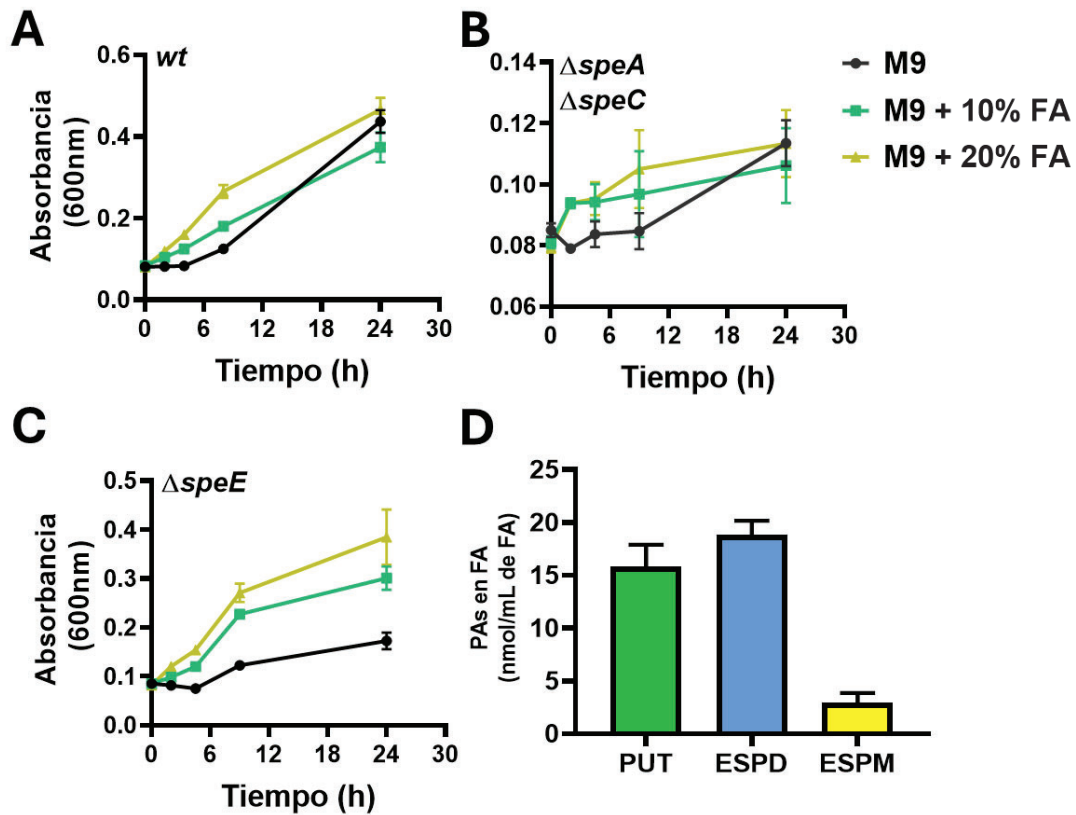 A
wt
Absorbancia
(600nm)
0.6
0.4
0.2
0.0
0 6 12 18 24 30
Tiempo (h)
B
ΔspeA
ΔspeC
0.14
0.12
0.10
0.08
0.06
0 6 12 18 24 30
Tiempo (h)
M9
M9 + 10% FA
M9 + 20% FA
C
ΔspeE
Absorbancia
(600nm)
0.5
0.4
0.3
0.2
0.1
0.0
0 6 12 18 24 30
Tiempo (h)
D
PAs en FA
(nmol/mL de FA)
25
20
15
10
5
0
PUT ESPD ESPM